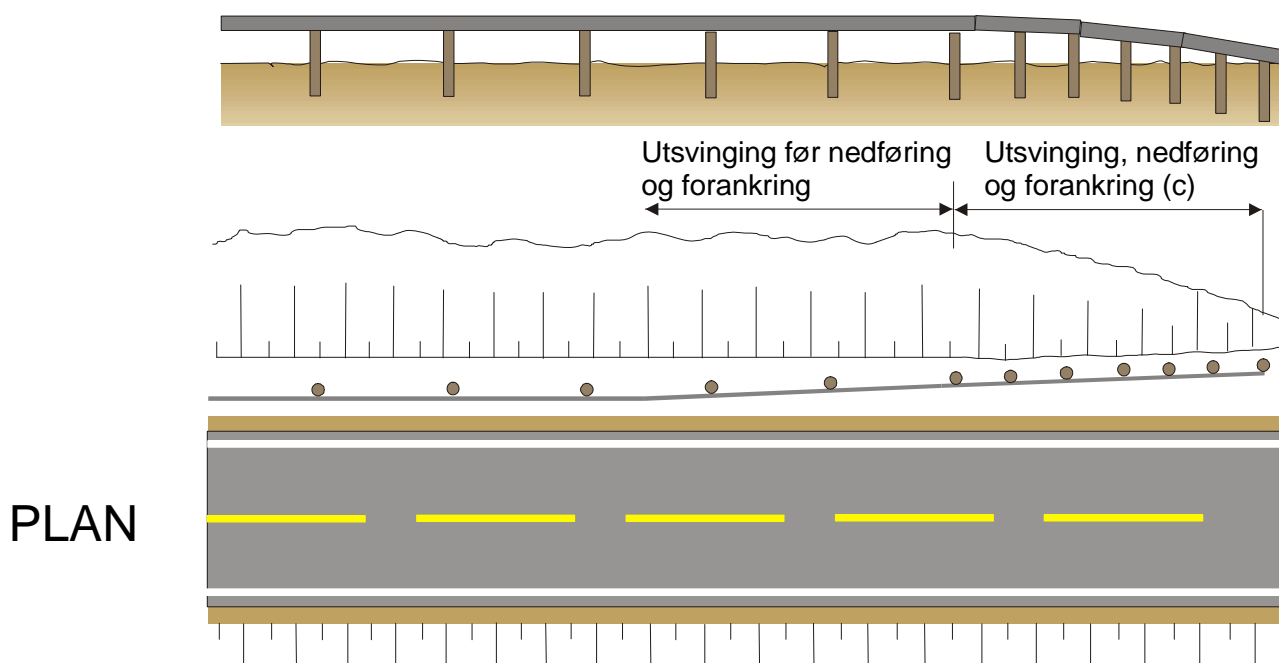 Utsvinging før nedføring
og forankring
Utsvinging, nedføring
og forankring (c)
PLAN